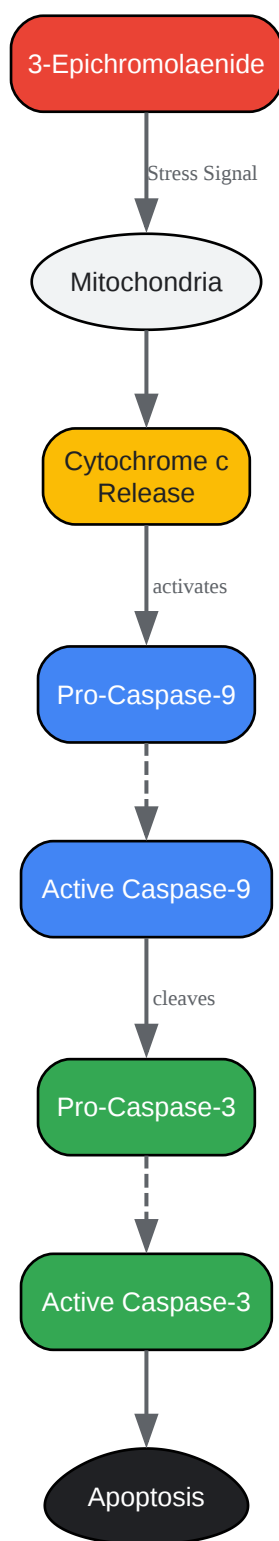 3-Epichromolaenide
Stress Signal
Mitochondria
Cytochrome c
Release
activates
Pro-Caspase-9
Active Caspase-9
cleaves
Pro-Caspase-3
Active Caspase-3
Apoptosis